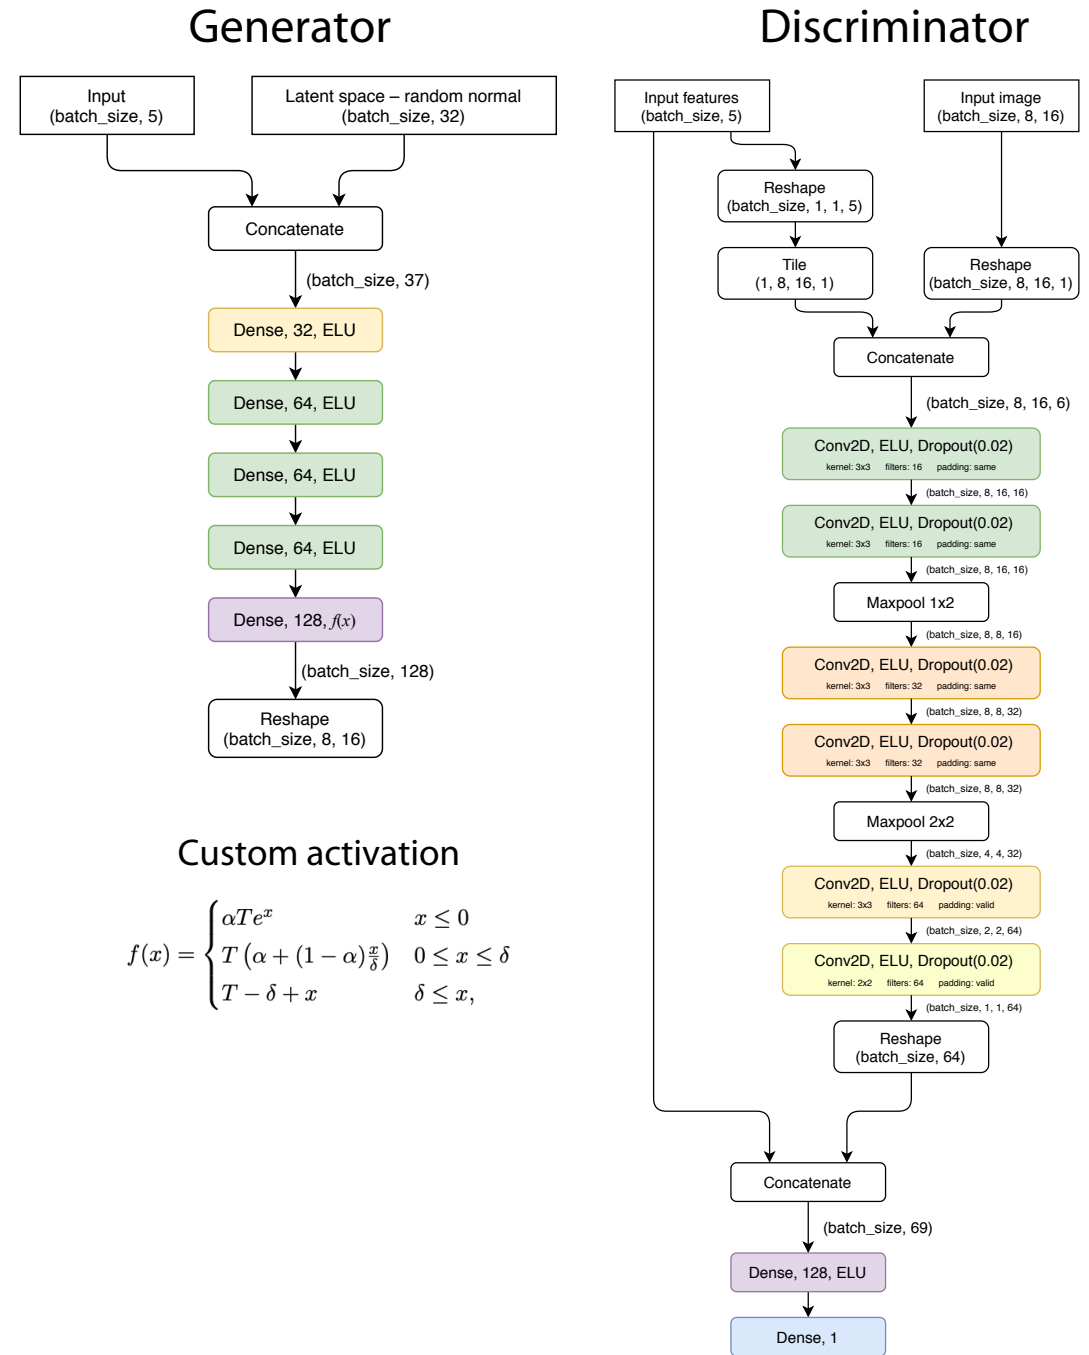 Generator
Input
(batch_size, 5)
Latent space – random normal
(batch_size, 32)
Concatenate
(batch_size, 37)
Dense, 32, ELU
Dense, 64, ELU
Dense, 64, ELU
Dense, 64, ELU
Dense, 128, f(x)
(batch_size, 128)
Reshape
(batch_size, 8, 16)
Custom activation
f(x) = { αTe^x   x ≤ 0
T(α + (1 − α) x/δ)   0 ≤ x ≤ δ
T − δ + x   δ ≤ x,
Discriminator
Input features
(batch_size, 5)
Input image
(batch_size, 8, 16)
Reshape
(batch_size, 1, 1, 5)
Tile
(1, 8, 16, 1)
Reshape
(batch_size, 8, 16, 1)
Concatenate
(batch_size, 8, 16, 6)
Conv2D, ELU, Dropout(0.02)
kernel: 3x3 filters: 16 padding: same
(batch_size, 8, 16, 16)
Conv2D, ELU, Dropout(0.02)
kernel: 3x3 filters: 16 padding: same
(batch_size, 8, 16, 16)
Maxpool 1x2
(batch_size, 8, 8, 16)
Conv2D, ELU, Dropout(0.02)
kernel: 3x3 filters: 32 padding: same
(batch_size, 8, 8, 32)
Conv2D, ELU, Dropout(0.02)
kernel: 3x3 filters: 32 padding: same
(batch_size, 8, 8, 32)
Maxpool 2x2
(batch_size, 4, 4, 32)
Conv2D, ELU, Dropout(0.02)
kernel: 3x3 filters: 64 padding: valid
(batch_size, 2, 2, 64)
Conv2D, ELU, Dropout(0.02)
kernel: 2x2 filters: 64 padding: valid
(batch_size, 1, 1, 64)
Reshape
(batch_size, 64)
Concatenate
(batch_size, 69)
Dense, 128, ELU
Dense, 1